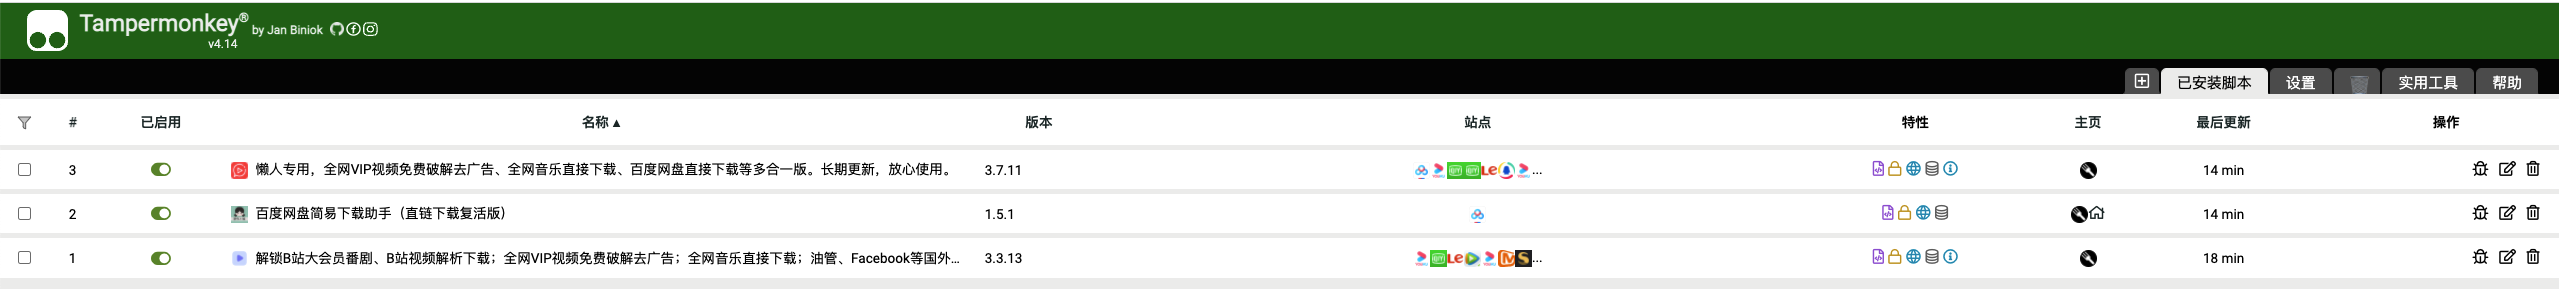 Tampermonkey® by Jan Biniok
v4.14
已安装脚本 设置 实用工具 帮助
# 已启用 名称 ▲ 版本 站点 特性 主页 最后更新 操作
3 懒人专用，全网VIP视频免费破解去广告、全网音乐直接下载、百度网盘直接下载等多合一版。长期更新，放心使用。 3.7.11 ... 14 min
2 百度网盘简易下载助手（直链下载复活版） 1.5.1 14 min
1 解锁B站大会员番剧、B站视频解析下载；全网VIP视频免费破解去广告；全网音乐直接下载；油管、Facebook等国外... 3.3.13 ... 18 min